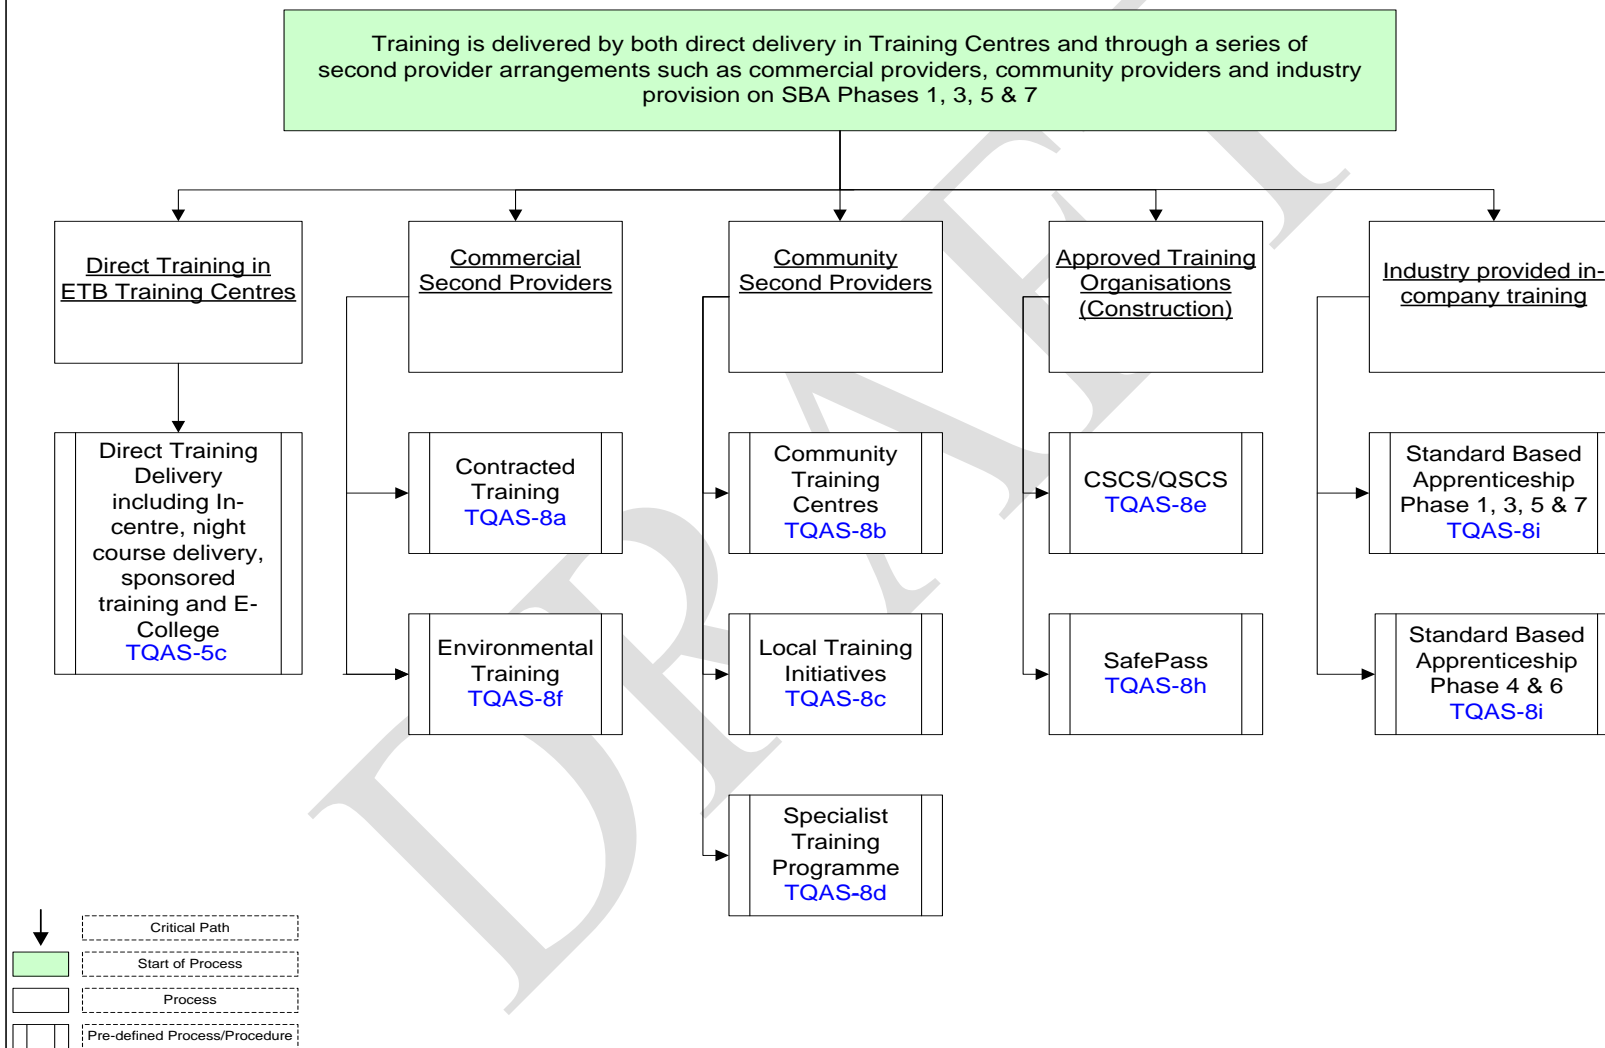 Training is delivered by both direct delivery in Training Centres and through a series of
second provider arrangements such as commercial providers, community providers and industry
provision on SBA Phases 1, 3, 5 & 7
Direct Training in
ETB Training Centres
Commercial
Second Providers
Community
Second Providers
Approved Training
Organisations
(Construction)
Industry provided in-
company training
Direct Training
Delivery
including In-
centre, night
course delivery,
sponsored
training and E-
College
TQAS-5c
Contracted
Training
TQAS-8a
Community
Training
Centres
TQAS-8b
CSCS/QSCS
TQAS-8e
Standard Based
Apprenticeship
Phase 1, 3, 5 & 7
TQAS-8i
Environmental
Training
TQAS-8f
Local Training
Initiatives
TQAS-8c
SafePass
TQAS-8h
Standard Based
Apprenticeship
Phase 4 & 6
TQAS-8i
Specialist
Training
Programme
TQAS-8d
Critical Path
Start of Process
Process
Pre-defined Process/Procedure
DRAFT